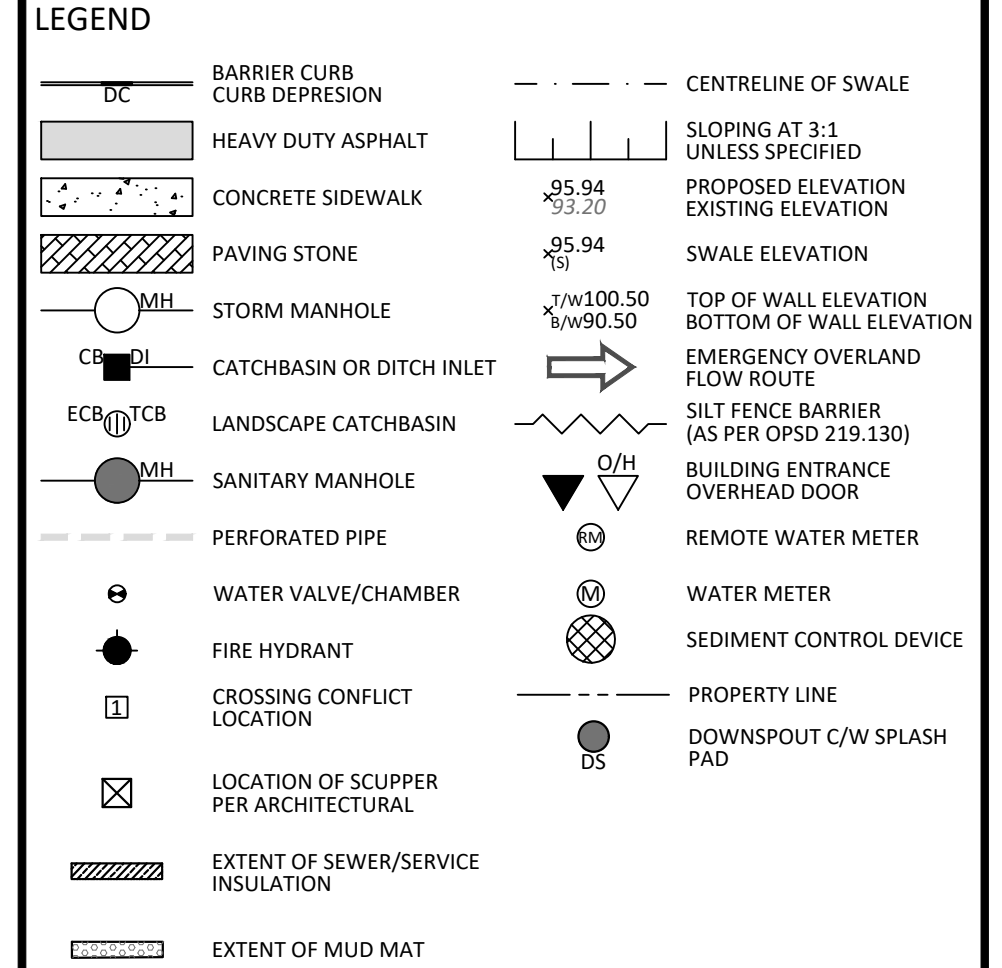 LEGEND
DC
BARRIER CURB
CURB DEPRESION
HEAVY DUTY ASPHALT
CONCRETE SIDEWALK
PAVING STONE
MH
STORM MANHOLE
CB DI
CATCHBASIN OR DITCH INLET
ECB TCB
LANDSCAPE CATCHBASIN
MH
SANITARY MANHOLE
PERFORATED PIPE
WATER VALVE/CHAMBER
FIRE HYDRANT
1
CROSSING CONFLICT
LOCATION
LOCATION OF SCUPPER
PER ARCHITECTURAL
EXTENT OF SEWER/SERVICE
INSULATION
EXTENT OF MUD MAT
CENTRELINE OF SWALE
SLOPING AT 3:1
UNLESS SPECIFIED
95.94
93.20
PROPOSED ELEVATION
EXISTING ELEVATION
95.94
(S)
SWALE ELEVATION
T/W100.50
B/W90.50
TOP OF WALL ELEVATION
BOTTOM OF WALL ELEVATION
EMERGENCY OVERLAND
FLOW ROUTE
SILT FENCE BARRIER
(AS PER OPSD 219.130)
O/H
BUILDING ENTRANCE
OVERHEAD DOOR
RM
REMOTE WATER METER
M
WATER METER
SEDIMENT CONTROL DEVICE
PROPERTY LINE
DS
DOWNSPOUT C/W SPLASH
PAD